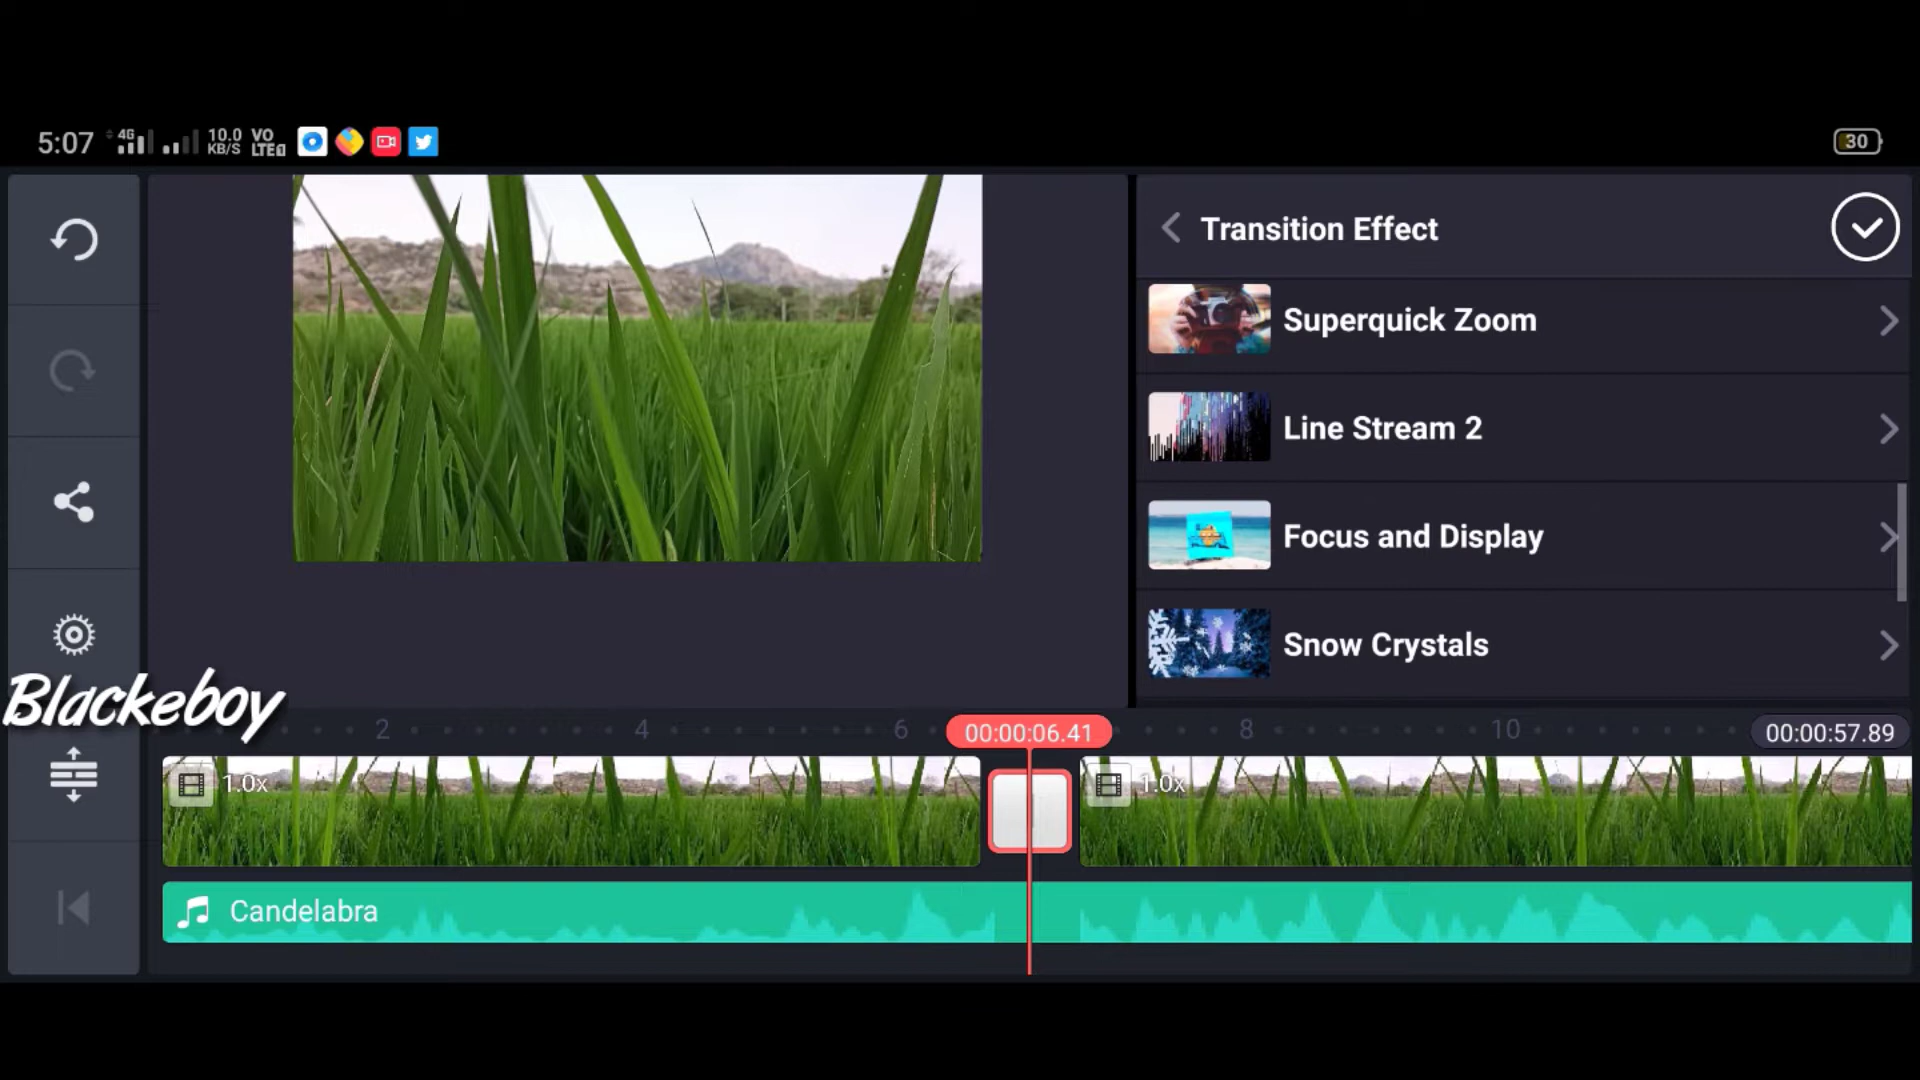 5:07 4G 10.0 KB/S VO LTE 30
Transition Effect
Superquick Zoom
Line Stream 2
Focus and Display
Snow Crystals
Blackeboy
2 4 6 00:00:06.41 8 10 00:00:57.89
1.0x 1.0x
Candelabra